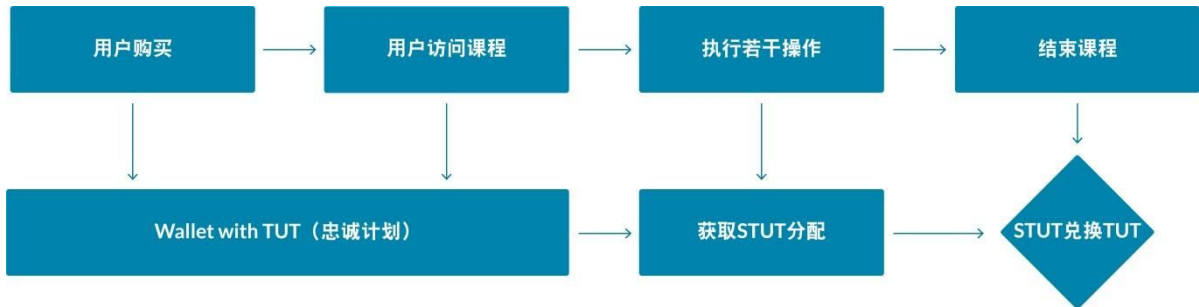 用户购买
用户访问课程
执行若干操作
结束课程
Wallet with TUT（忠诚计划）
获取STUT分配
STUT兑换TUT